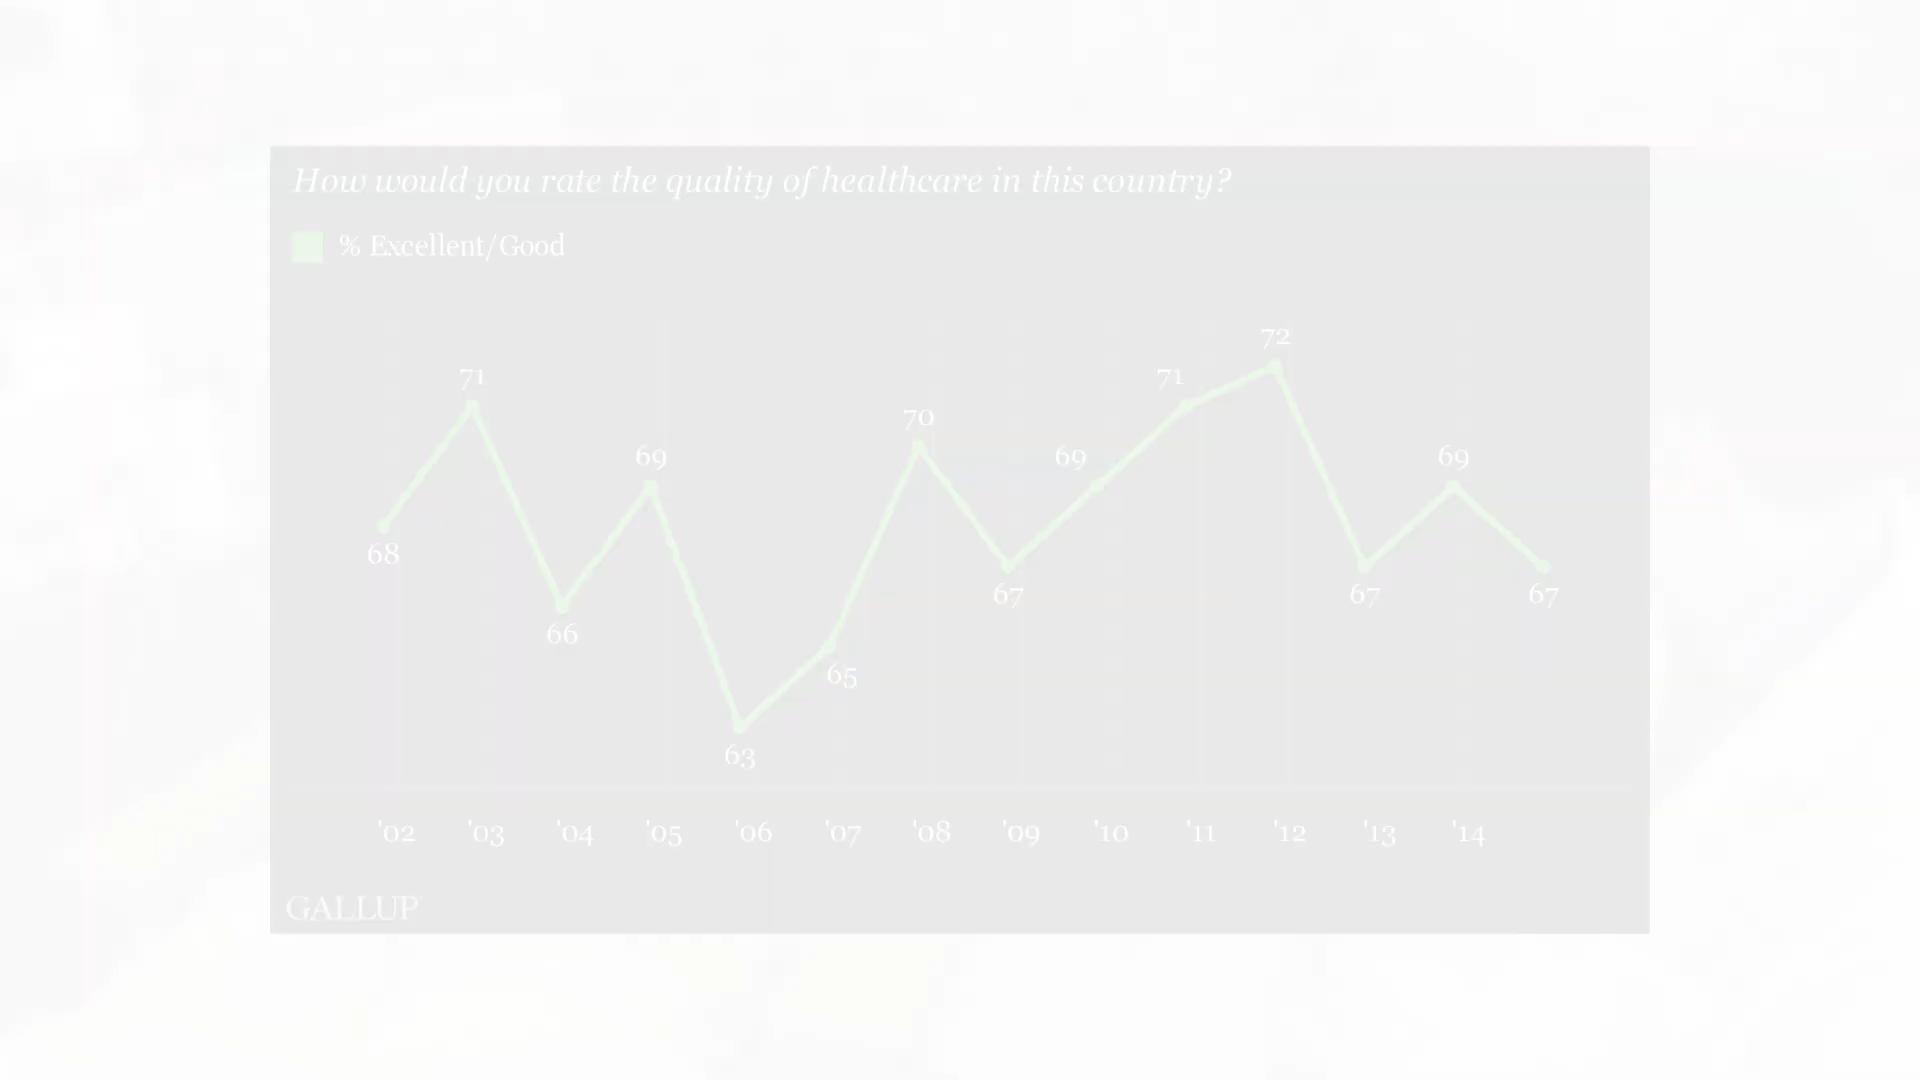 How would you rate the quality of healthcare in this country?
% Excellent/Good
72
71 71
70
69 69 69
68
67 67 67
66
65
63
'02 '03 '04 '05 '06 '07 '08 '09 '10 '11 '12 '13 '14
GALLUP